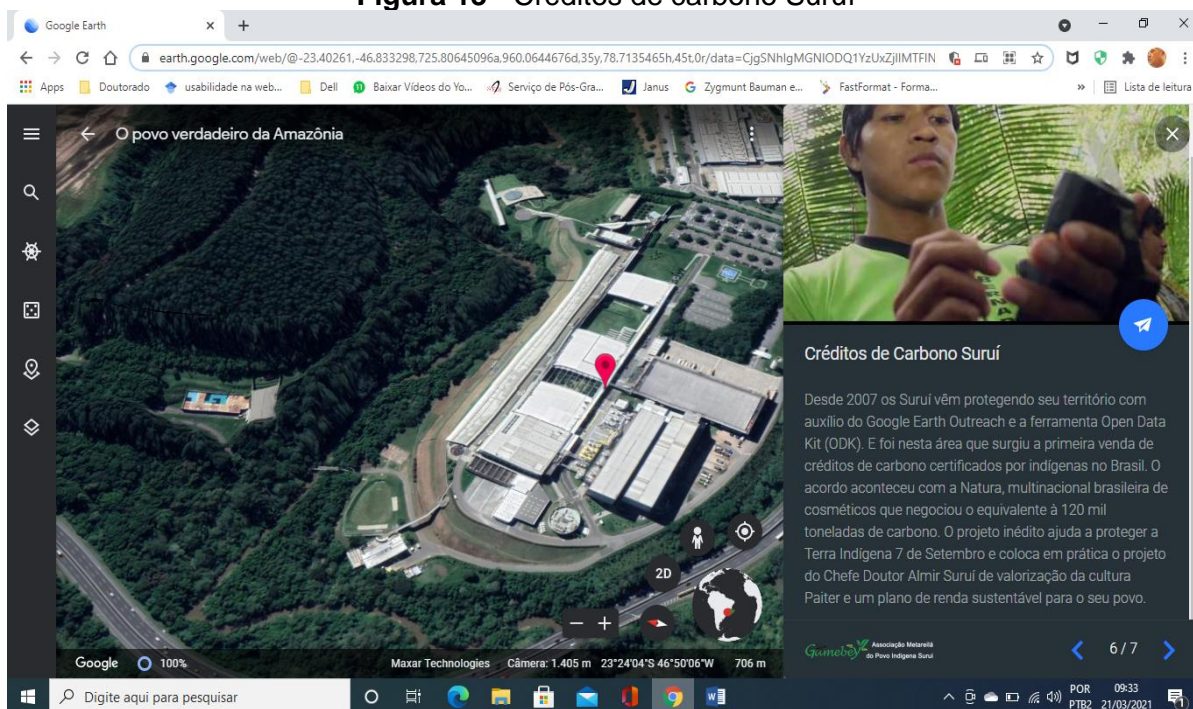 Figura 18 - Créditos de carbono Suruí
Google Earth
earth.google.com/web/@-23.40261,-46.833298,725.80645096a,960.0644676d,35y,78.7135465h,45t,0r/data=
Apps Doutorado usabilidade na web... Dell Baixar Vídeos do Yo... Serviço de Pós-Gra... Janus Zygmunt Bauman e... FastFormat - Forma... » Lista de leitura
O povo verdadeiro da Amazônia
Créditos de Carbono Suruí
Desde 2007 os Suruí vêm protegendo seu território com
auxílio do Google Earth Outreach e a ferramenta Open Data
Kit (ODK). E foi nesta área que surgiu a primeira venda de
créditos de carbono certificados por indígenas no Brasil. O
acordo aconteceu com a Natura, multinacional brasileira de
cosméticos que negociou o equivalente à 120 mil
toneladas de carbono. O projeto inédito ajuda a proteger a
Terra Indígena 7 de Setembro e coloca em prática o projeto
do Chefe Doutor Almir Suruí de valorização da cultura
Paiter e um plano de renda sustentável para o seu povo.
2D
Gamebey Associação Metareilá
do Povo Indígena Suruí
6/7
Google 100% Maxar Technologies Câmera: 1.405 m 23°24'04"S 46°50'06"W 706 m
Digite aqui para pesquisar
POR 09:33
PTB2 21/03/2021